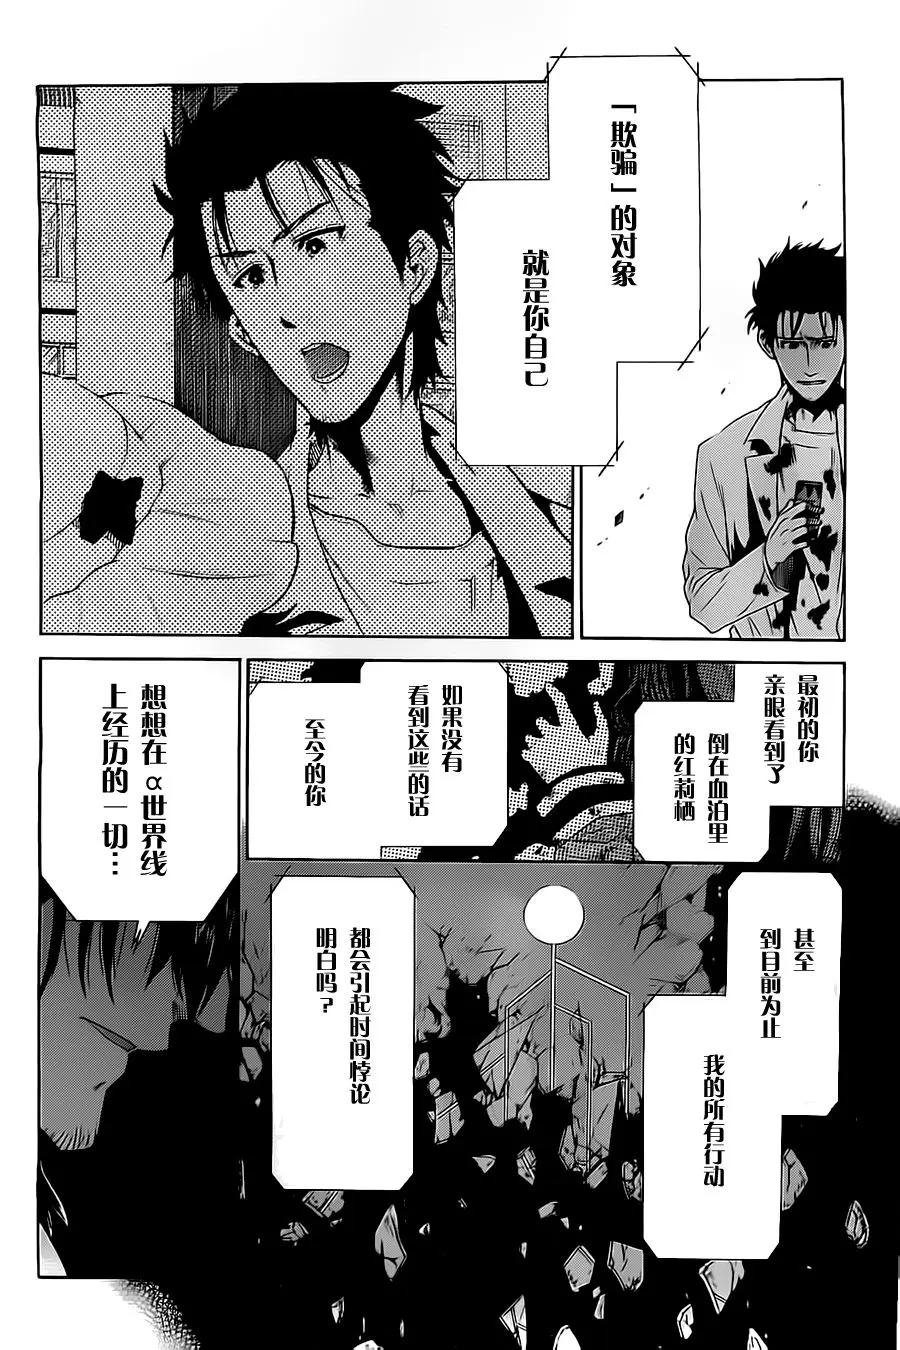 「欺骗」的对象
就是你自己
最初的你
亲眼看到了
倒在血泊里
的红莉栖
如果没有
看到这些的话
至今的你
甚至
到目前为止
我的所有行动
都会引起时间悖论
明白吗？
想想在α世界线
上经历的一切…